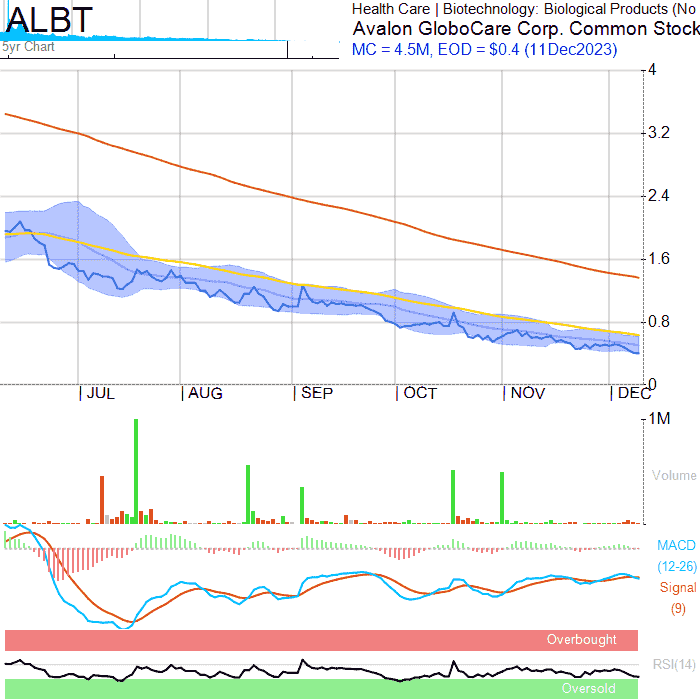 ALBT
5yr Chart
Health Care | Biotechnology: Biological Products (No
Avalon GloboCare Corp. Common Stock
MC = 4.5M, EOD = $0.4 (11Dec2023)
4
3.2
2.4
1.6
0.8
0
JUL AUG SEP OCT NOV DEC
1M
Volume
MACD
(12-26)
Signal
(9)
Overbought
RSI(14)
Oversold